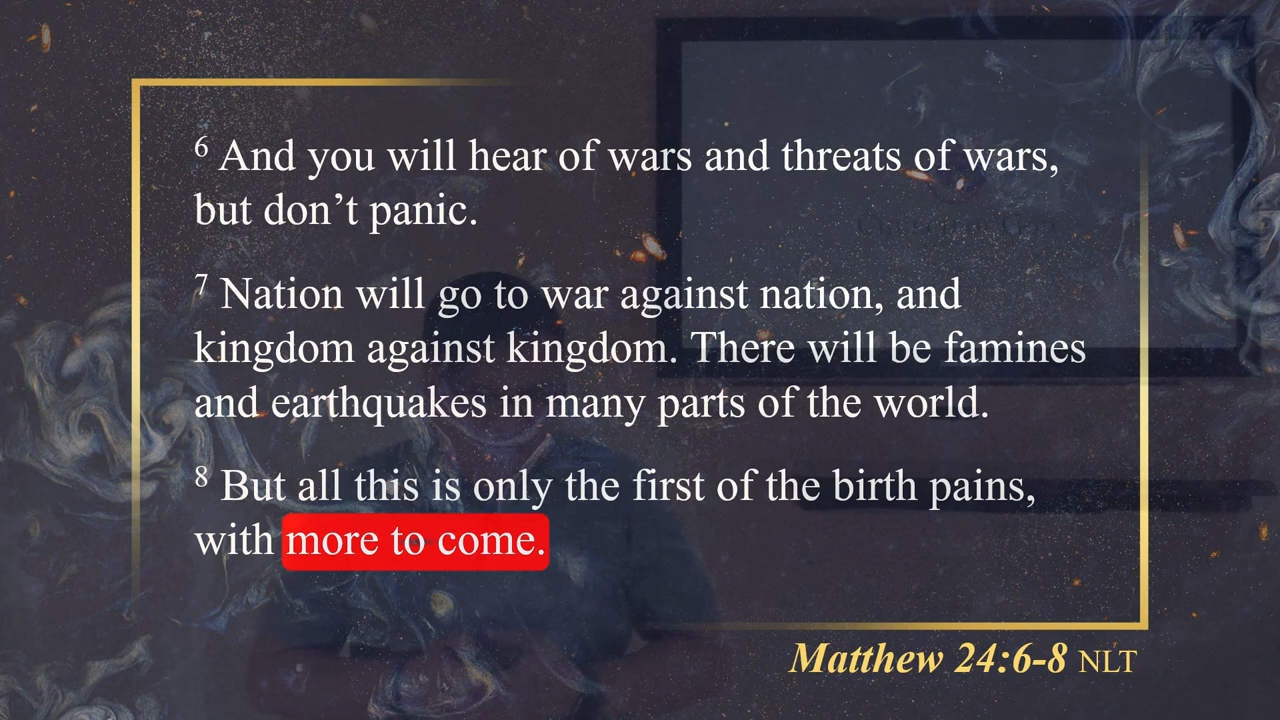 6 And you will hear of wars and threats of wars,
but don’t panic.
7 Nation will go to war against nation, and
kingdom against kingdom. There will be famines
and earthquakes in many parts of the world.
8 But all this is only the first of the birth pains,
with more to come.
Matthew 24:6-8 NLT